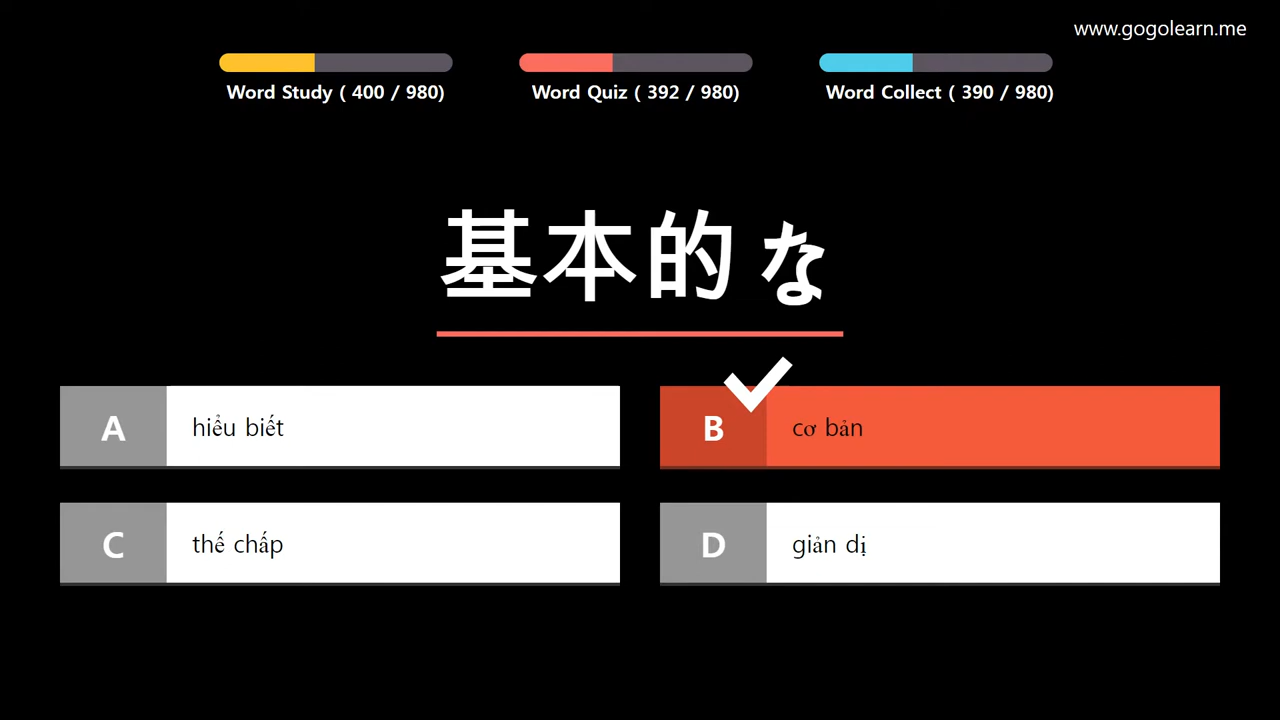 www.gogolearn.me
Word Study ( 400 / 980)
Word Quiz ( 392 / 980)
Word Collect ( 390 / 980)
基本的な
A
hiểu biết
B
cơ bản
C
thế chấp
D
giản dị